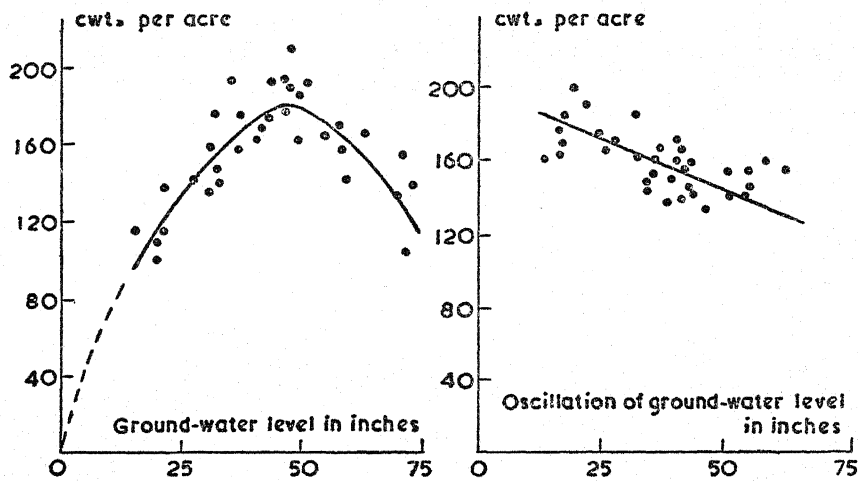 cwt. per acre
200
160
120
80
40
Ground-water level in inches
0 25 50 75
cwt. per acre
200
160
120
80
40
Oscillation of ground-water level
in inches
0 25 50 75